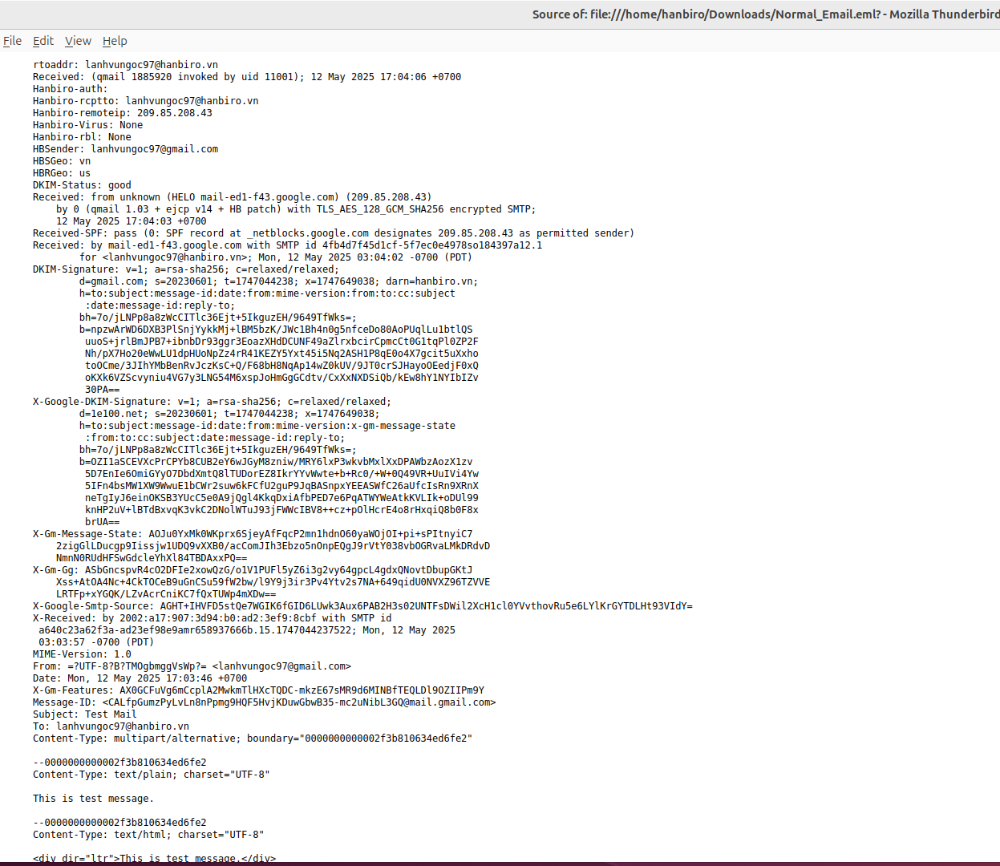 Source of: file:///home/hanbiro/Downloads/Normal_Email.eml? - Mozilla Thunderbird
File Edit View Help
rtoaddr: lanhvungoc97@hanbiro.vn
Received: (qmail 1885920 invoked by uid 11001); 12 May 2025 17:04:06 +0700
Hanbiro-auth:
Hanbiro-rcptto: lanhvungoc97@hanbiro.vn
Hanbiro-remoteip: 209.85.208.43
Hanbiro-Virus: None
Hanbiro-rbl: None
HBSender: lanhvungoc97@gmail.com
HBSGeo: vn
HBRGeo: us
DKIM-Status: good
Received: from unknown (HELO mail-ed1-f43.google.com) (209.85.208.43)
by 0 (qmail 1.03 + ejcp v14 + HB patch) with TLS_AES_128_GCM_SHA256 encrypted SMTP;
12 May 2025 17:04:03 +0700
Received-SPF: pass (0: SPF record at _netblocks.google.com designates 209.85.208.43 as permitted sender)
Received: by mail-ed1-f43.google.com with SMTP id 4fb4d7f45d1cf-5f7ec0e4978so184397a12.1
for <lanhvungoc97@hanbiro.vn>; Mon, 12 May 2025 03:04:02 -0700 (PDT)
DKIM-Signature: v=1; a=rsa-sha256; c=relaxed/relaxed;
d=gmail.com; s=20230601; t=1747044238; x=1747649038; darn=hanbiro.vn;
h=to:subject:message-id:date:from:mime-version:from:to:cc:subject
:date:message-id:reply-to;
bh=7o/jLNPp8a8zWcCITlc36Ejt+5IkguzEH/9649TfWks=;
b=npzwArWD6DXB3PlSnjYykkMj+lBM5bzK/JWc1Bh4n0g5nfceDo80AoPUqlLu1btlQS
uuoS+jrlBmJPB7+ibnbDr93ggr3EoazXHdDCUNF49aZlrxbcirCpmcCt0G1tqPl0ZP2F
Nh/pX7Ho20eWwLU1dpHUoNpZz4rR41KEZY5Yxt45i5Nq2ASH1P8qE0o4X7gcit5uXxho
toOCme/3JIhYMbBenRvJczKsC+Q/F68bH8NqAp14wZ0kUV/9JT0crSJHayoOEedjF0xQ
oKXk6VZScvyniu4VG7y3LNG54M6xspJoHmGgGCdtv/CxXxNXDSiQb/kEw8hY1NYIbIZv
30PA==
X-Google-DKIM-Signature: v=1; a=rsa-sha256; c=relaxed/relaxed;
d=1e100.net; s=20230601; t=1747044238; x=1747649038;
h=to:subject:message-id:date:from:mime-version:x-gm-message-state
:from:to:cc:subject:date:message-id:reply-to;
bh=7o/jLNPp8a8zWcCITlc36Ejt+5IkguzEH/9649TfWks=;
b=OZI1aSCEVXcPrCPYb8CUB2eY6wJGyM8zniw/MRY6lxP3wkvbMxlXxDPAWbzAozX1zv
5D7EnIe6OmiGYyO7DbdXmtQ8lTUDorEZ8IkrYYvWwte+b+Rc0/+W+0Q49VR+UuIVi4Yw
5IFn4bsMW1XW9WwuE1bCWr2suw6kFCfU2guP9JqBASnpxYEEASWfC26aUfcIsRn9XRnX
neTgIyJ6einOKSB3YUcC5e0A9jQgl4KkqDxiAfbPED7e6PqATWYWeAtkKVLIk+oDUl99
knHP2uV+lBTdBxvqK3vkC2DNolWTuJ93jFWWcIBV8++cz+pOlHcrE4o8rHxqiQ8b0F8x
brUA==
X-Gm-Message-State: AOJu0YxMk0WKprx6SjeyAfFqcP2mn1hdnO60yaWOjOI+pi+sPItnyiC7
2zigGlLDucgp9Iissjw1UDQ9vXXB0/acComJIh3Ebzo5nOnpEQgJ9rVtY038vbOGRvaLMkDRdvD
NmnN0RUdHFSwGdcleYhXl84TBDAxxPQ==
X-Gm-Gg: ASbGncspvR4cO2DFIe2xowQzG/o1V1PUFl5yZ6i3g2vy64gpcL4gdxQNovtDbupGKtJ
Xss+AtOA4Nc+4CkTOCeB9uGnCSu59fW2bw/l9Y9j3ir3Pv4Ytv2s7NA+649qidU0NVXZ96TZVVE
LRTFp+xYGQK/LZvAcrCniKC7fQxTUWp4mXDw==
X-Google-Smtp-Source: AGHT+IHVFD5stQe7WGIK6fGID6LUwk3Aux6PAB2H3s02UNTFsDWil2XcH1cl0YVvthovRu5e6LYlKrGYTDLHt93VIdY=
X-Received: by 2002:a17:907:3d94:b0:ad2:3ef9:8cbf with SMTP id
a640c23a62f3a-ad23ef98e9amr658937666b.15.1747044237522; Mon, 12 May 2025
03:03:57 -0700 (PDT)
MIME-Version: 1.0
From: =?UTF-8?B?TMOgbmggVsWp?= <lanhvungoc97@gmail.com>
Date: Mon, 12 May 2025 17:03:46 +0700
X-Gm-Features: AX0GCFuVg6mCcplA2MwkmTlHXcTQDC-mkzE67sMR9d6MINBfTEQLDl9OZIIPm9Y
Message-ID: <CALfpGumzPyLvLn8nPpmg9HQF5HvjKDuwGbwB35-mc2uNibL3GQ@mail.gmail.com>
Subject: Test Mail
To: lanhvungoc97@hanbiro.vn
Content-Type: multipart/alternative; boundary="0000000000002f3b810634ed6fe2"
--0000000000002f3b810634ed6fe2
Content-Type: text/plain; charset="UTF-8"
This is test message.
--0000000000002f3b810634ed6fe2
Content-Type: text/html; charset="UTF-8"
<div dir="ltr">This is test message.</div>